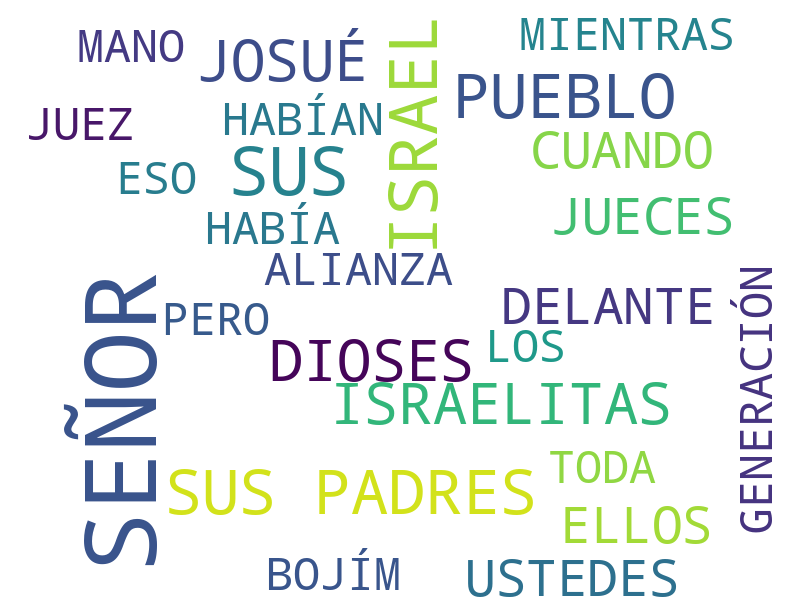 MIENTRAS
MANO
JOSUÉ
ISRAEL
PUEBLO
JUEZ
HABÍAN
CUANDO
ESO
SUS
JUECES
HABÍA
ALIANZA
SEÑOR
PERO
DELANTE
GENERACIÓN
DIOSES
LOS
ISRAELITAS
SUS PADRES
TODA
ELLOS
BOJÍM
USTEDES